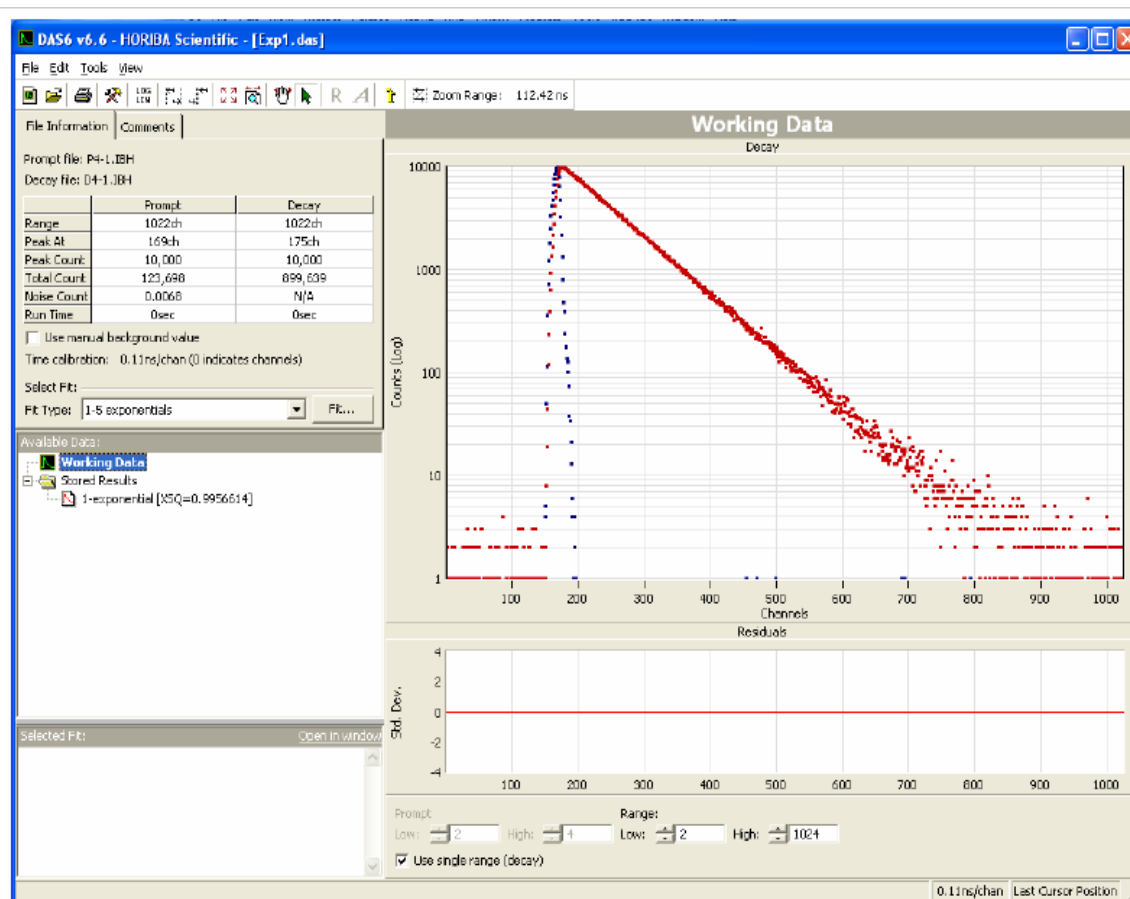 DAS6 v6.6 - HORIBA Scientific - [Exp1.das]
File Edit Tools View
LOG LIN R A Zoom Range: 112.42 ns
File Information Comments
Prompt file: P4-1.IBH
Decay file: D4-1.IBH
Prompt Decay
Range 1022ch 1022ch
Peak At 169ch 175ch
Peak Count 10,000 10,000
Total Count 123,698 899,639
Noise Count 0.0068 N/A
Run Time 0sec 0sec
Use manual background value
Time calibration: 0.11ns/chan (0 indicates channels)
Select Fit:
Fit Type: 1-5 exponentials Fit...
Available Data:
Working Data
Stored Results
1-exponential [XSQ=0.9956614]
Selected Fit: Open in window
Working Data
Decay
10000
1000
100
10
1
Counts (Log)
100 200 300 400 500 600 700 800 900 1000
Channels
Residuals
4
2
0
-2
-4
Std. Dev.
100 200 300 400 500 600 700 800 900 1000
Prompt Range:
Low: 2 High: 4 Low: 2 High: 1024
Use single range (decay)
0.11ns/chan Last Cursor Position